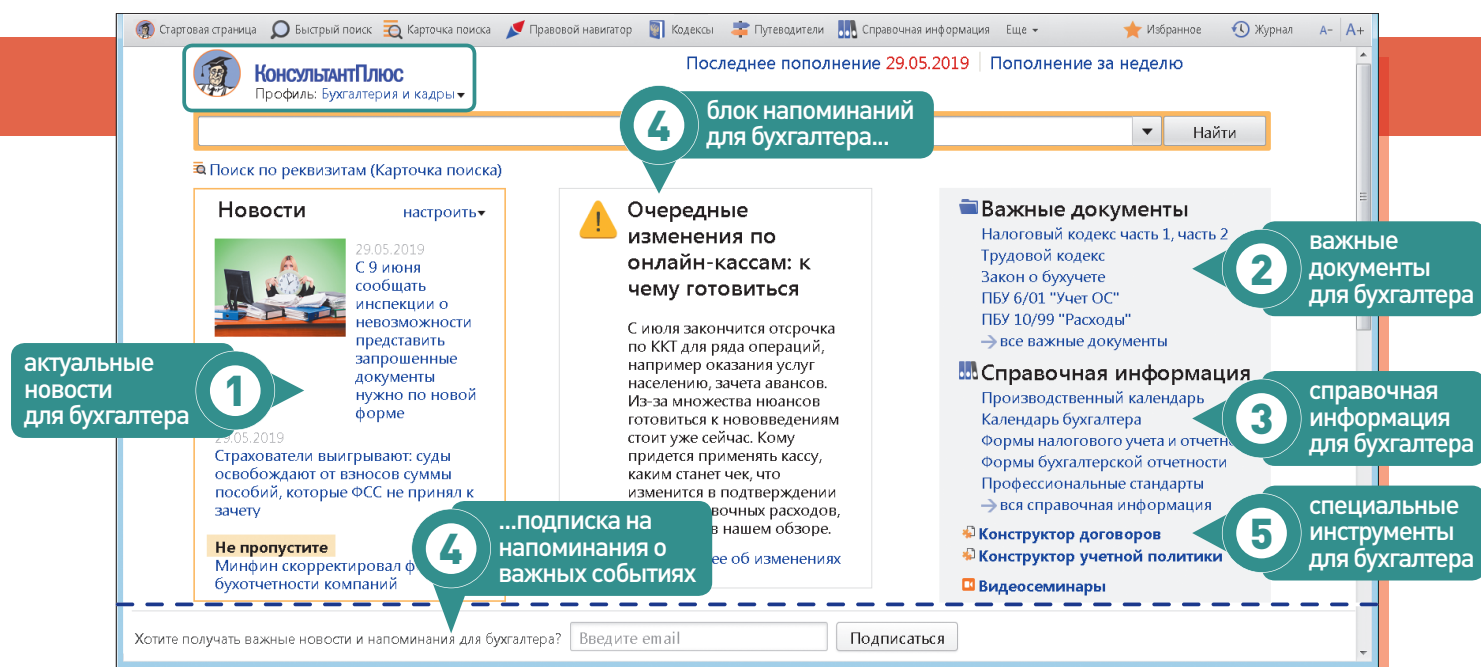 Стартовая страница Быстрый поиск Карточка поиска Правовой навигатор Кодексы Путеводители Справочная информация Еще Избранное Журнал A- A+
КонсультантПлюс
Профиль: Бухгалтерия и кадры
Последнее пополнение 29.05.2019 Пополнение за неделю
4
блок напоминаний
для бухгалтера...
Найти
Поиск по реквизитам (Карточка поиска)
Новости настроить
29.05.2019
С 9 июня
сообщать
инспекции о
невозможности
представить
запрошенные
документы
нужно по новой
форме
29.05.2019
Страхователи выигрывают: суды
освобождают от взносов суммы
пособий, которые ФСС не принял к
зачету
Не пропустите
Минфин скорректировал ф
бухотчетности компаний
актуальные
новости
для бухгалтера
1
Очередные
изменения по
онлайн-кассам: к
чему готовиться
С июля закончится отсрочка
по ККТ для ряда операций,
например оказания услуг
населению, зачета авансов.
Из-за множества нюансов
готовиться к нововведениям
стоит уже сейчас. Кому
придется применять кассу,
каким станет чек, что
изменится в подтверждении
вочных расходов,
в нашем обзоре.
ее об изменениях
4
...подписка на
напоминания о
важных событиях
Важные документы
Налоговый кодекс часть 1, часть 2
Трудовой кодекс
Закон о бухучете
ПБУ 6/01 "Учет ОС"
ПБУ 10/99 "Расходы"
все важные документы
2
важные
документы
для бухгалтера
Справочная информация
Производственный календарь
Календарь бухгалтера
Формы налогового учета и отчетн
Формы бухгалтерской отчетности
Профессиональные стандарты
вся справочная информация
3
справочная
информация
для бухгалтера
Конструктор договоров
Конструктор учетной политики
Видеосеминары
5
специальные
инструменты
для бухгалтера
Хотите получать важные новости и напоминания для бухгалтера? Введите email Подписаться